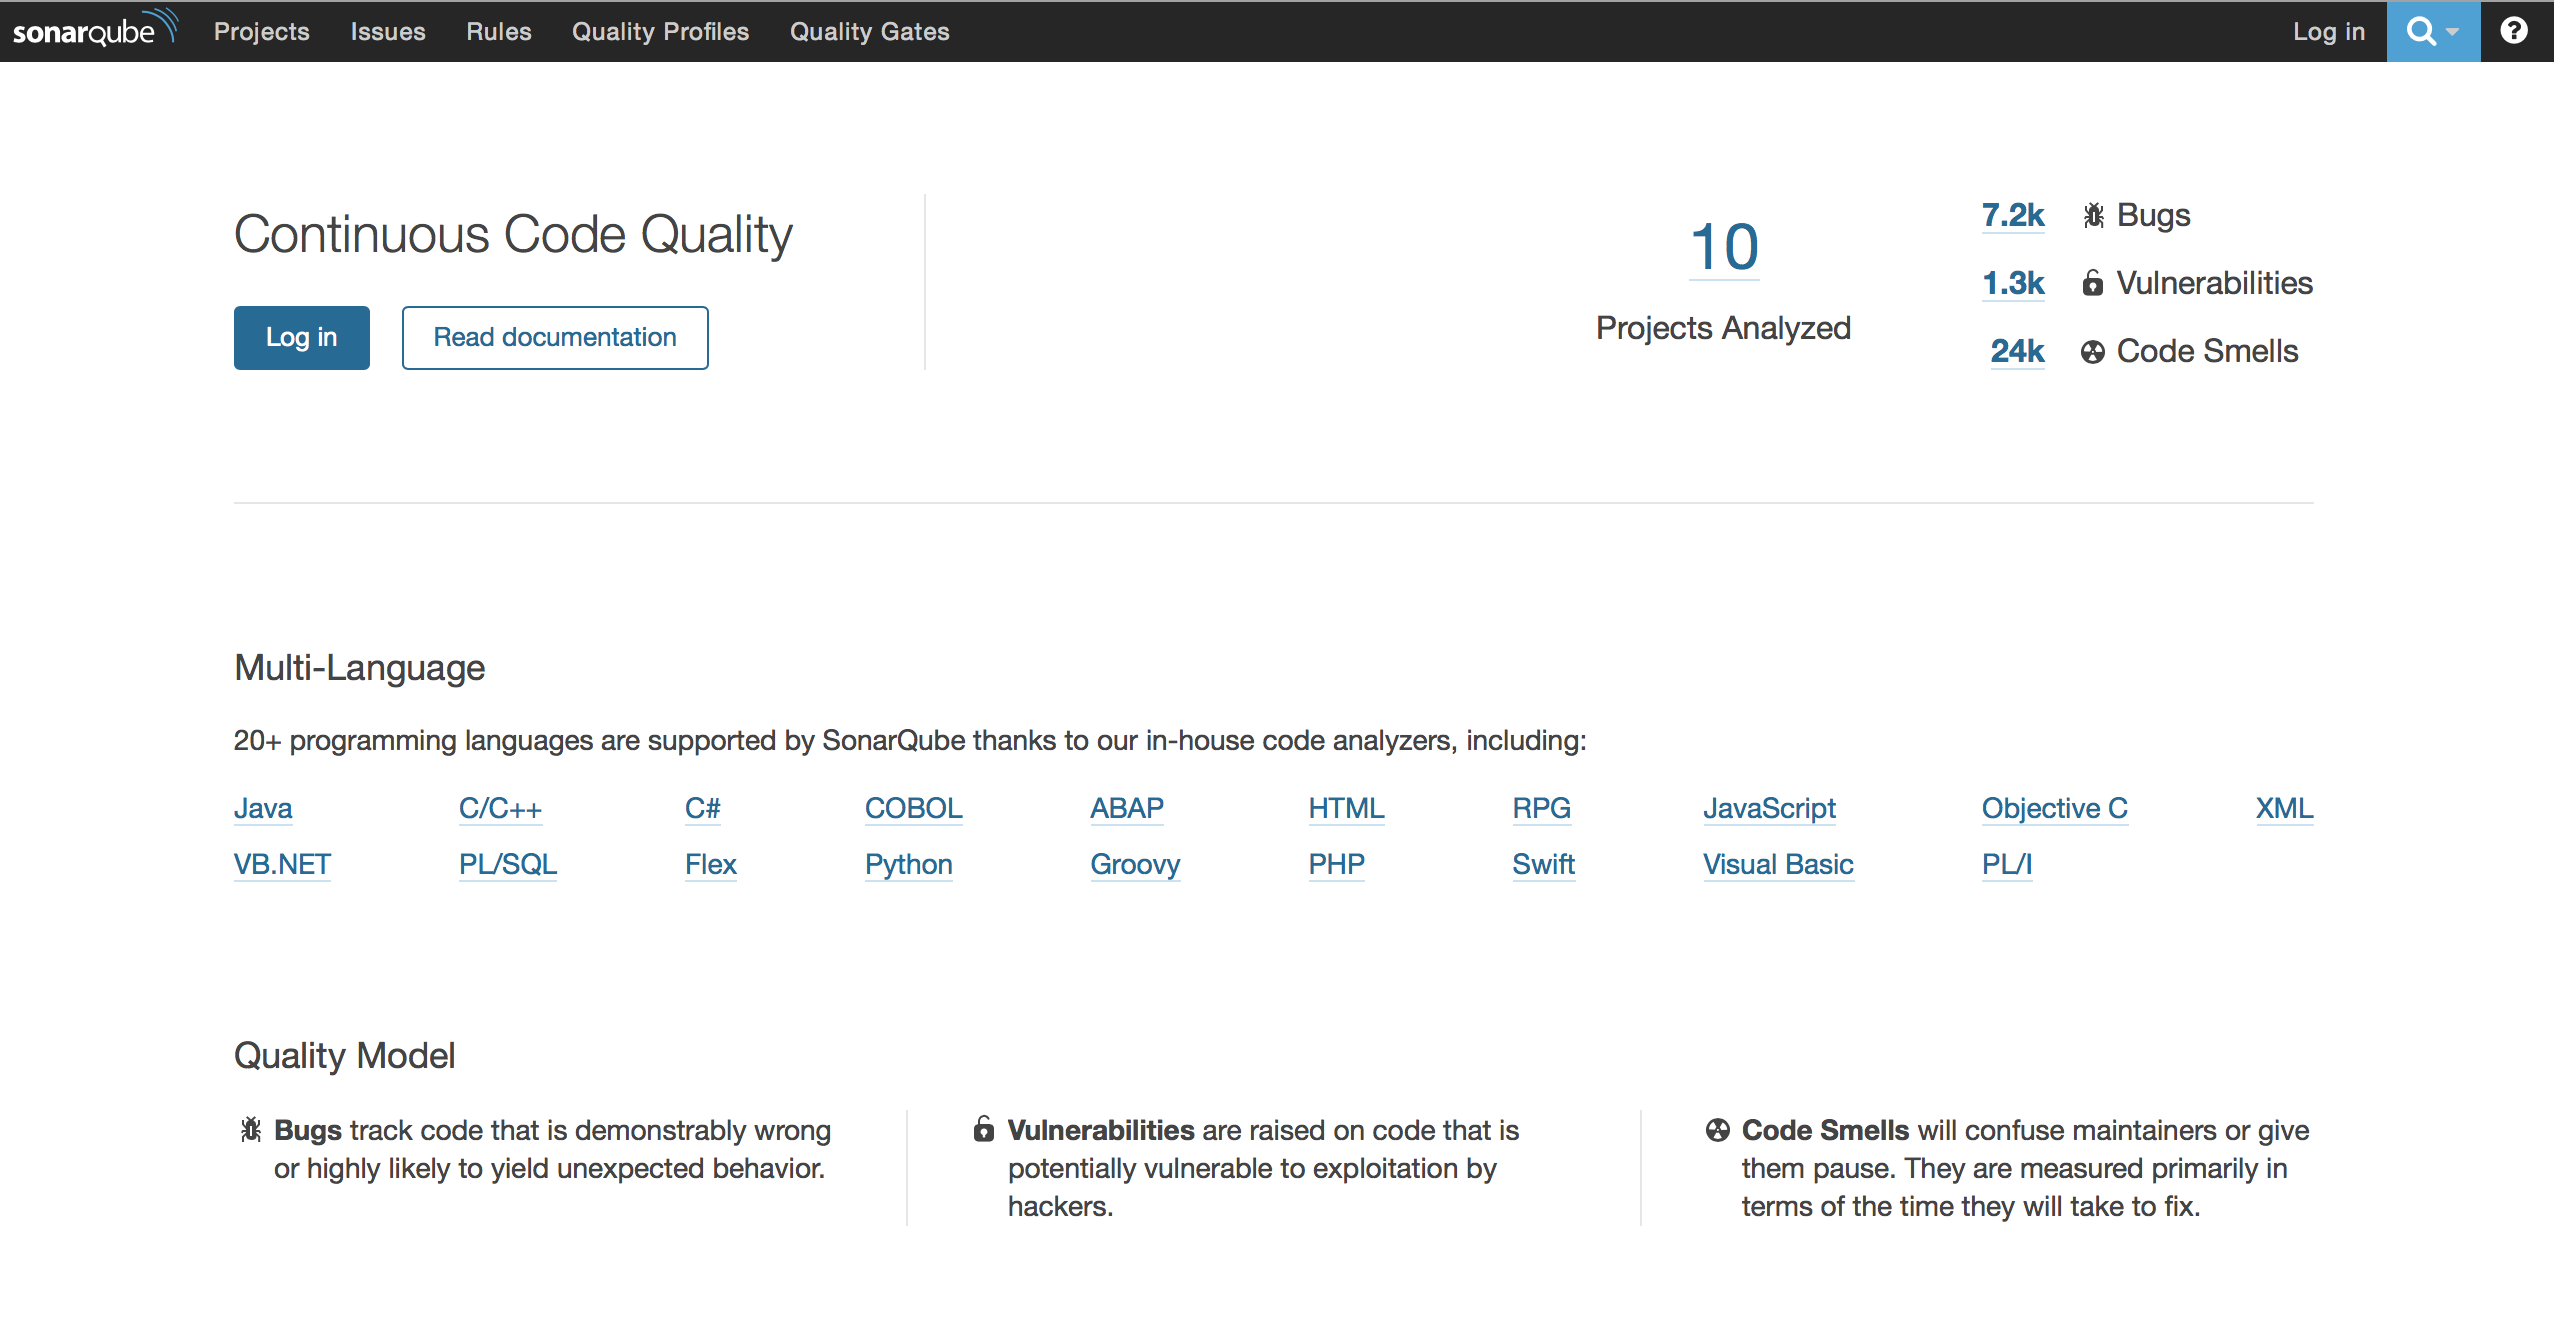 sonarqube Projects Issues Rules Quality Profiles Quality Gates Log in
Continuous Code Quality
Log in Read documentation
10
Projects Analyzed
7.2k Bugs
1.3k Vulnerabilities
24k Code Smells
Multi-Language
20+ programming languages are supported by SonarQube thanks to our in-house code analyzers, including:
Java C/C++ C# COBOL ABAP HTML RPG JavaScript Objective C XML
VB.NET PL/SQL Flex Python Groovy PHP Swift Visual Basic PL/I
Quality Model
Bugs track code that is demonstrably wrong
or highly likely to yield unexpected behavior.
Vulnerabilities are raised on code that is
potentially vulnerable to exploitation by
hackers.
Code Smells will confuse maintainers or give
them pause. They are measured primarily in
terms of the time they will take to fix.